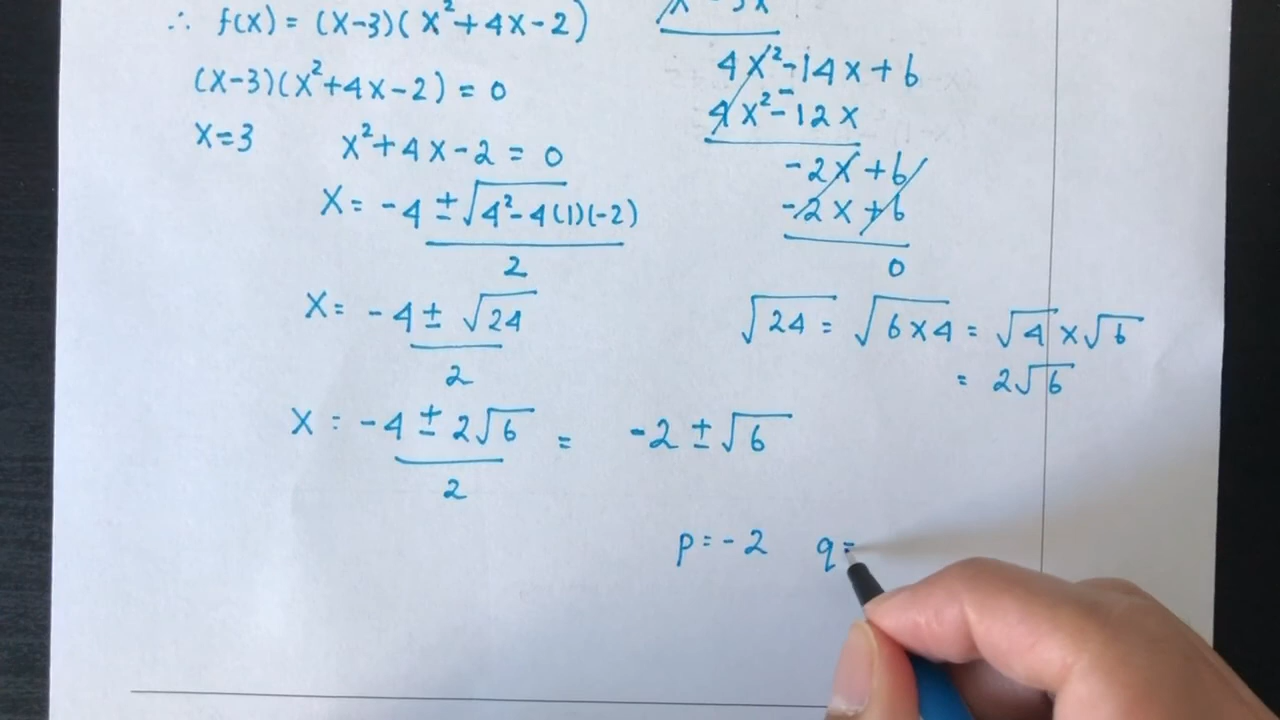 ∴ f(x) = (x-3)(x²+4x-2)
(x-3)(x²+4x-2) = 0
x=3 x²+4x-2 = 0
x= -4 ± √4²-4(1)(-2)
2
x= -4 ± √24
2
x = -4 ± 2√6 = -2 ± √6
2
4x²-14x+6
4x²-12x
-2x+6
-2x+6
0
√24 = √6×4 = √4 × √6
= 2√6
p=-2 q=